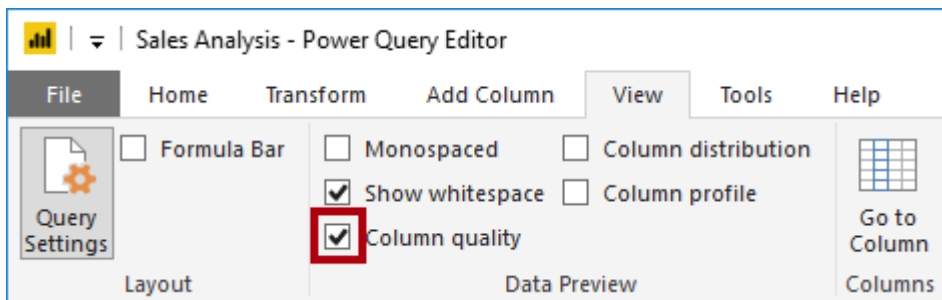 Sales Analysis - Power Query Editor
File Home Transform Add Column View Tools Help
Query Settings
Formula Bar
Layout
Monospaced
Show whitespace
Column quality
Column distribution
Column profile
Data Preview
Go to
Column
Columns